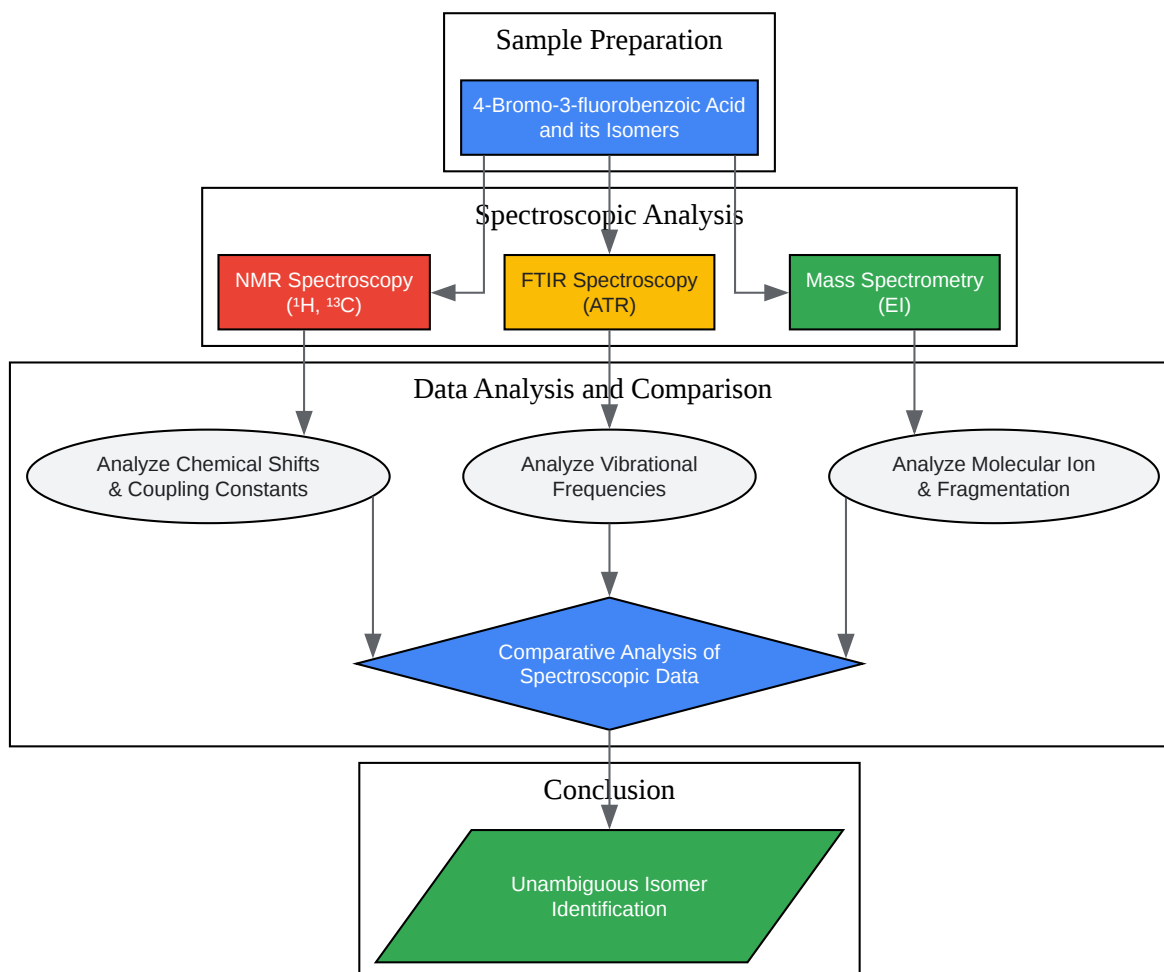 Sample Preparation
4-Bromo-3-fluorobenzoic Acid
and its Isomers
Spectroscopic Analysis
NMR Spectroscopy
(¹H, ¹³C)
FTIR Spectroscopy
(ATR)
Mass Spectrometry
(EI)
Data Analysis and Comparison
Analyze Chemical Shifts
& Coupling Constants
Analyze Vibrational
Frequencies
Analyze Molecular Ion
& Fragmentation
Comparative Analysis of
Spectroscopic Data
Conclusion
Unambiguous Isomer
Identification